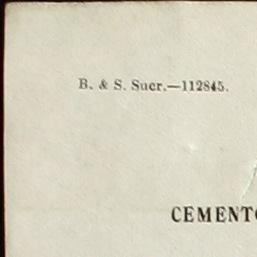 B. & S. Sucr.—112845.
CEMENTO